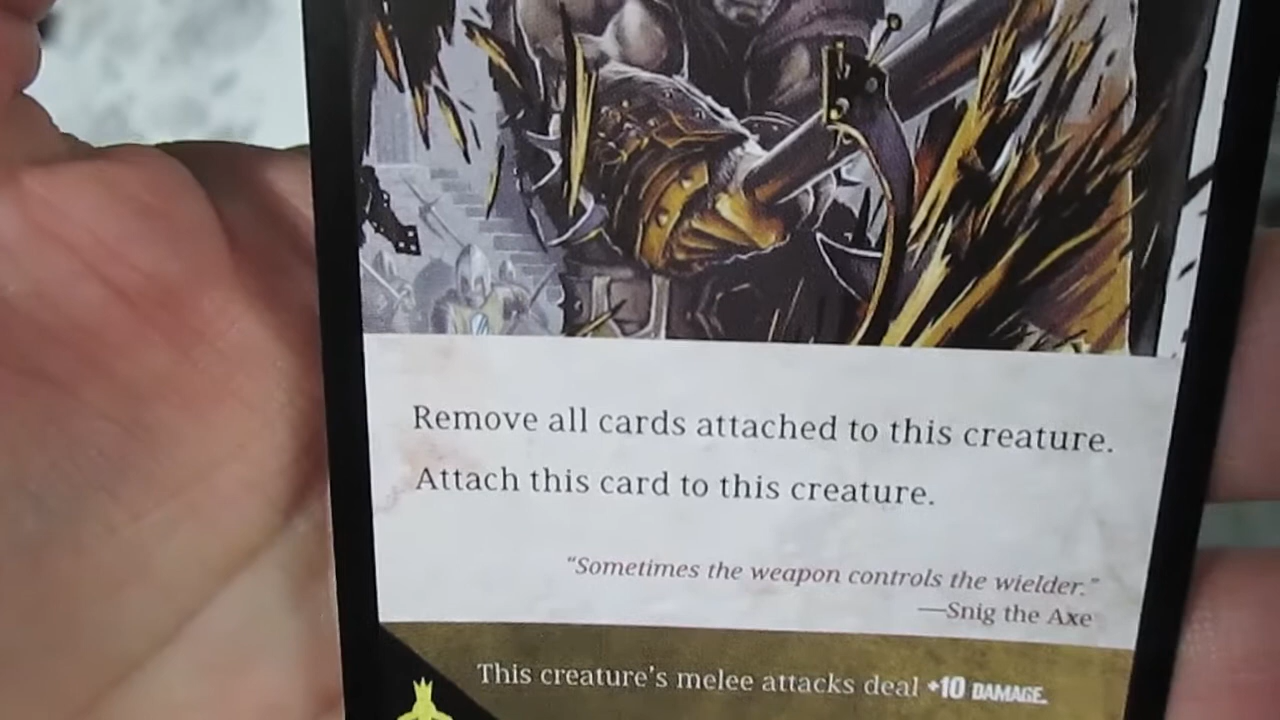 Remove all cards attached to this creature.
Attach this card to this creature.
“Sometimes the weapon controls the wielder.”
—Snig the Axe
This creature's melee attacks deal +10 DAMAGE.